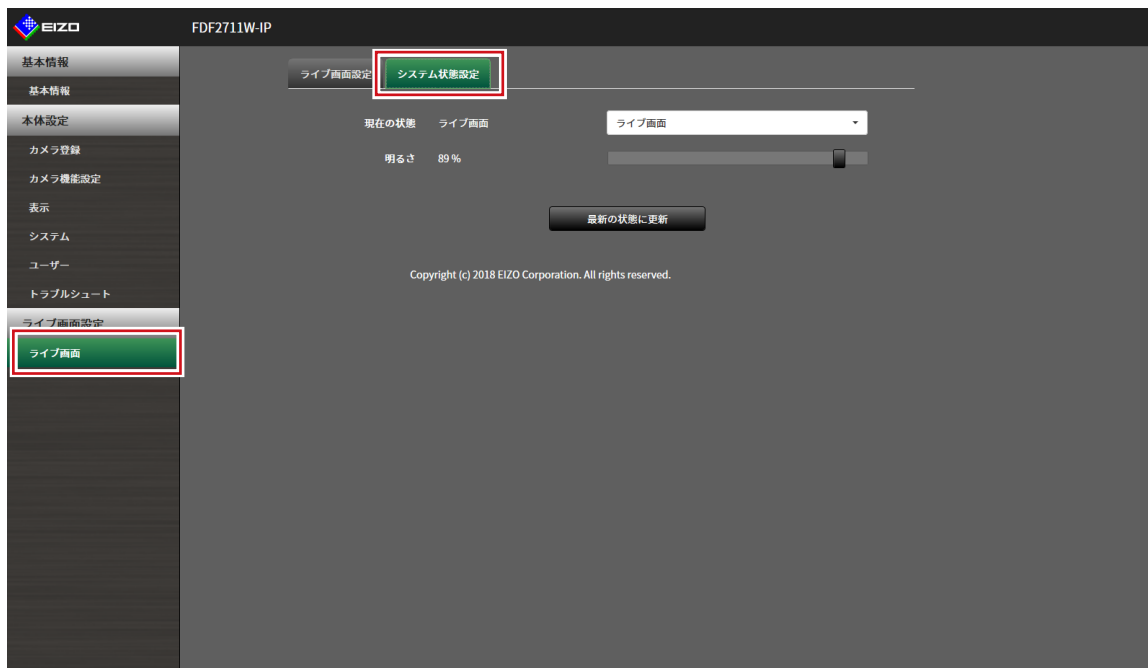 EIZO
FDF2711W-IP
基本情報
基本情報
本体設定
カメラ登録
カメラ機能設定
表示
システム
ユーザー
トラブルシュート
ライブ画面設定
ライブ画面
ライブ画面設定
システム状態設定
現在の状態 ライブ画面 ライブ画面
明るさ 89 %
最新の状態に更新
Copyright (c) 2018 EIZO Corporation. All rights reserved.